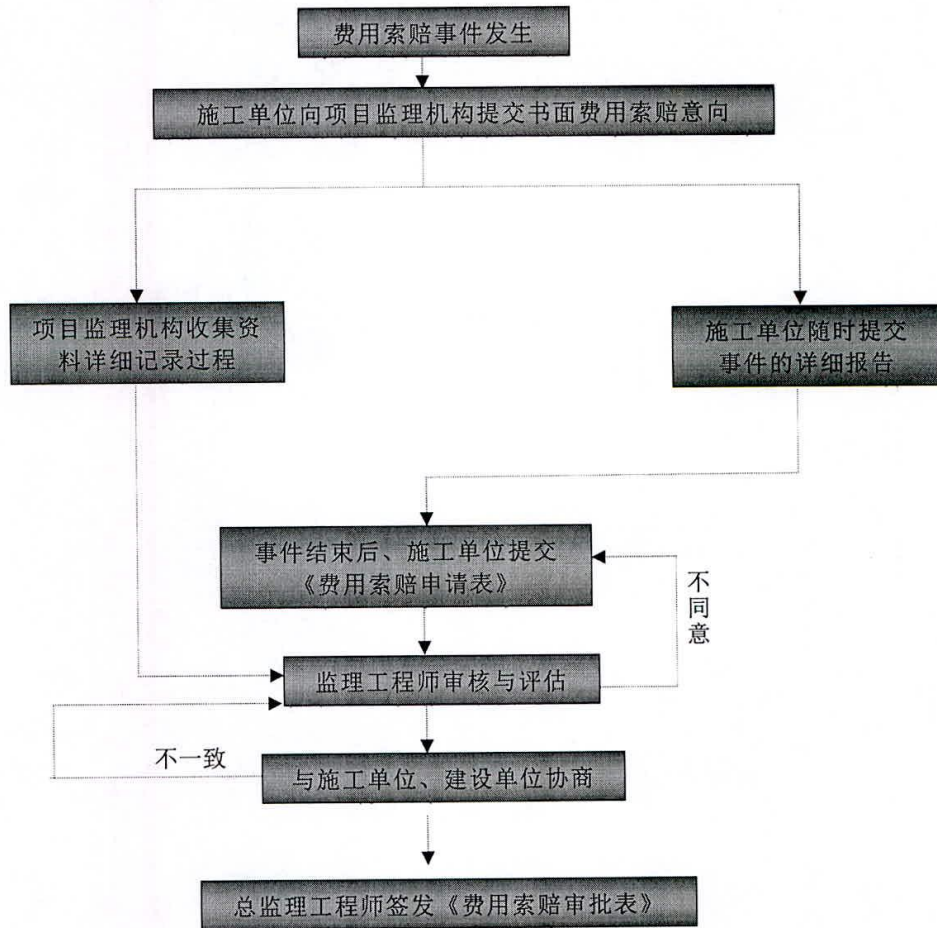 费用索赔事件发生
施工单位向项目监理机构提交书面费用索赔意向
项目监理机构收集资
料详细记录过程
施工单位随时提交
事件的详细报告
事件结束后、施工单位提交
《费用索赔申请表》
不
同
意
监理工程师审核与评估
不一致
与施工单位、建设单位协商
总监理工程师签发《费用索赔审批表》